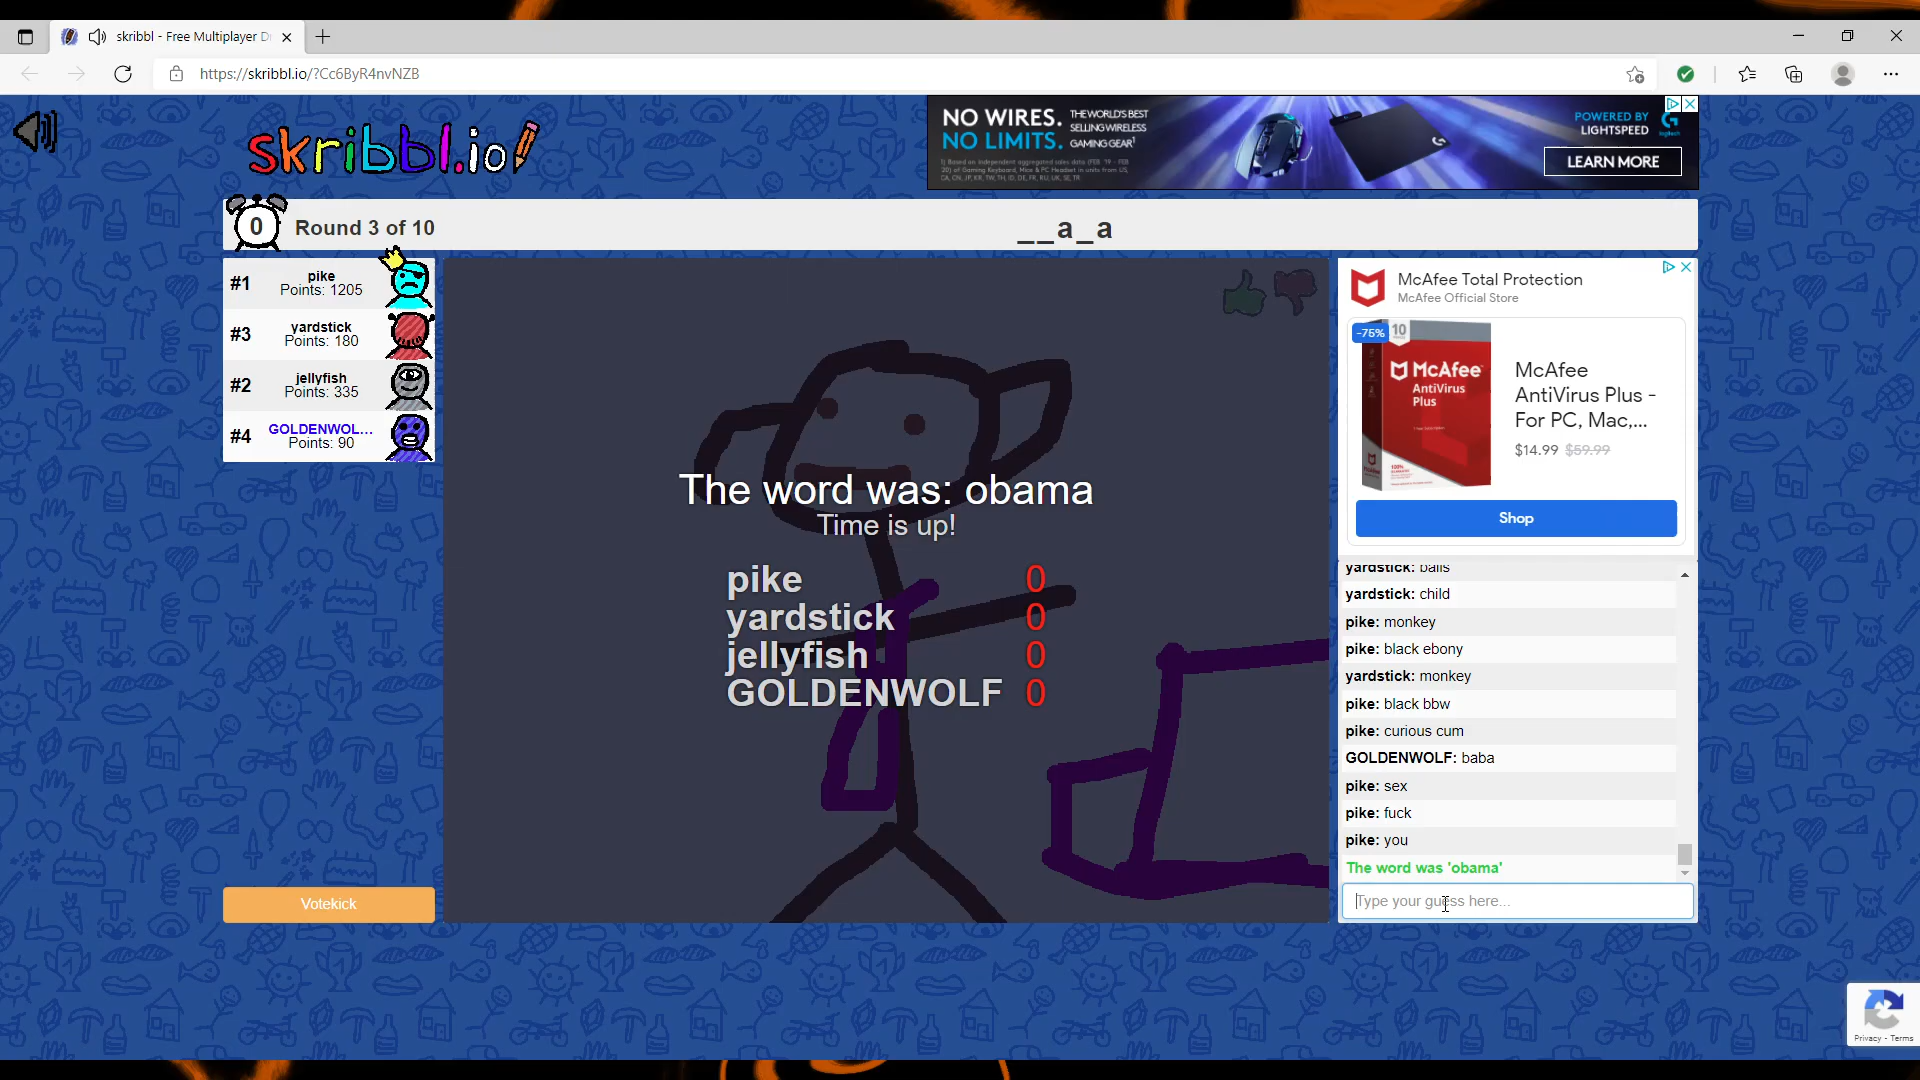 skribbl - Free Multiplayer D
https://skribbl.io/?Cc6ByR4nvNZB
skribbl.io
NO WIRES.
NO LIMITS.
THE WORLD'S BEST
SELLING WIRELESS
GAMING GEAR¹
POWERED BY
LIGHTSPEED
logitech
LEARN MORE
0
Round 3 of 10
__a_a
#1
pike
Points: 1205
#3
yardstick
Points: 180
#2
jellyfish
Points: 335
#4
GOLDENWOL...
Points: 90
Votekick
The word was: obama
Time is up!
pike 0
yardstick 0
jellyfish 0
GOLDENWOLF 0
McAfee Total Protection
McAfee Official Store
-75%
10
McAfee
AntiVirus
Plus
McAfee
AntiVirus Plus -
For PC, Mac,...
$14.99 $59.99
Shop
yardstick: balls
yardstick: child
pike: monkey
pike: black ebony
yardstick: monkey
pike: black bbw
pike: curious cum
GOLDENWOLF: baba
pike: sex
pike: fuck
pike: you
The word was 'obama'
Type your guess here...
Privacy - Terms